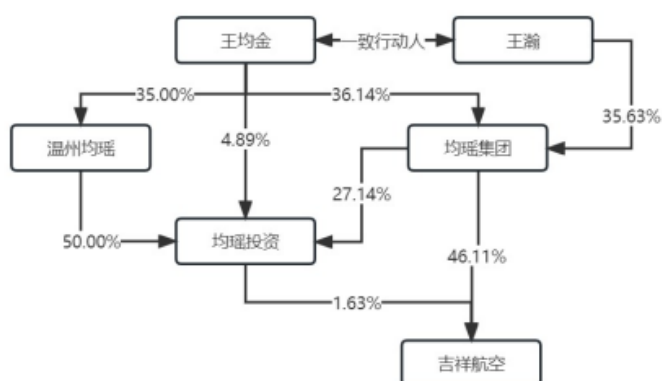 王均金
一致行动人
王瀚
35.00%
36.14%
35.63%
温州均瑶
4.89%
均瑶集团
27.14%
50.00%
均瑶投资
46.11%
1.63%
吉祥航空